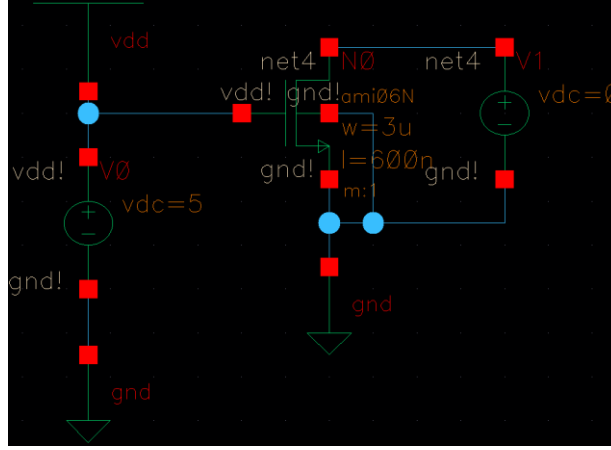 vdd
net4 N0 net4 V1
vdd! gnd! ami06N vdc=0
w=3u
l=600n
vdd! V0 gnd! gnd!
m:1
vdc=5
gnd!
gnd
gnd